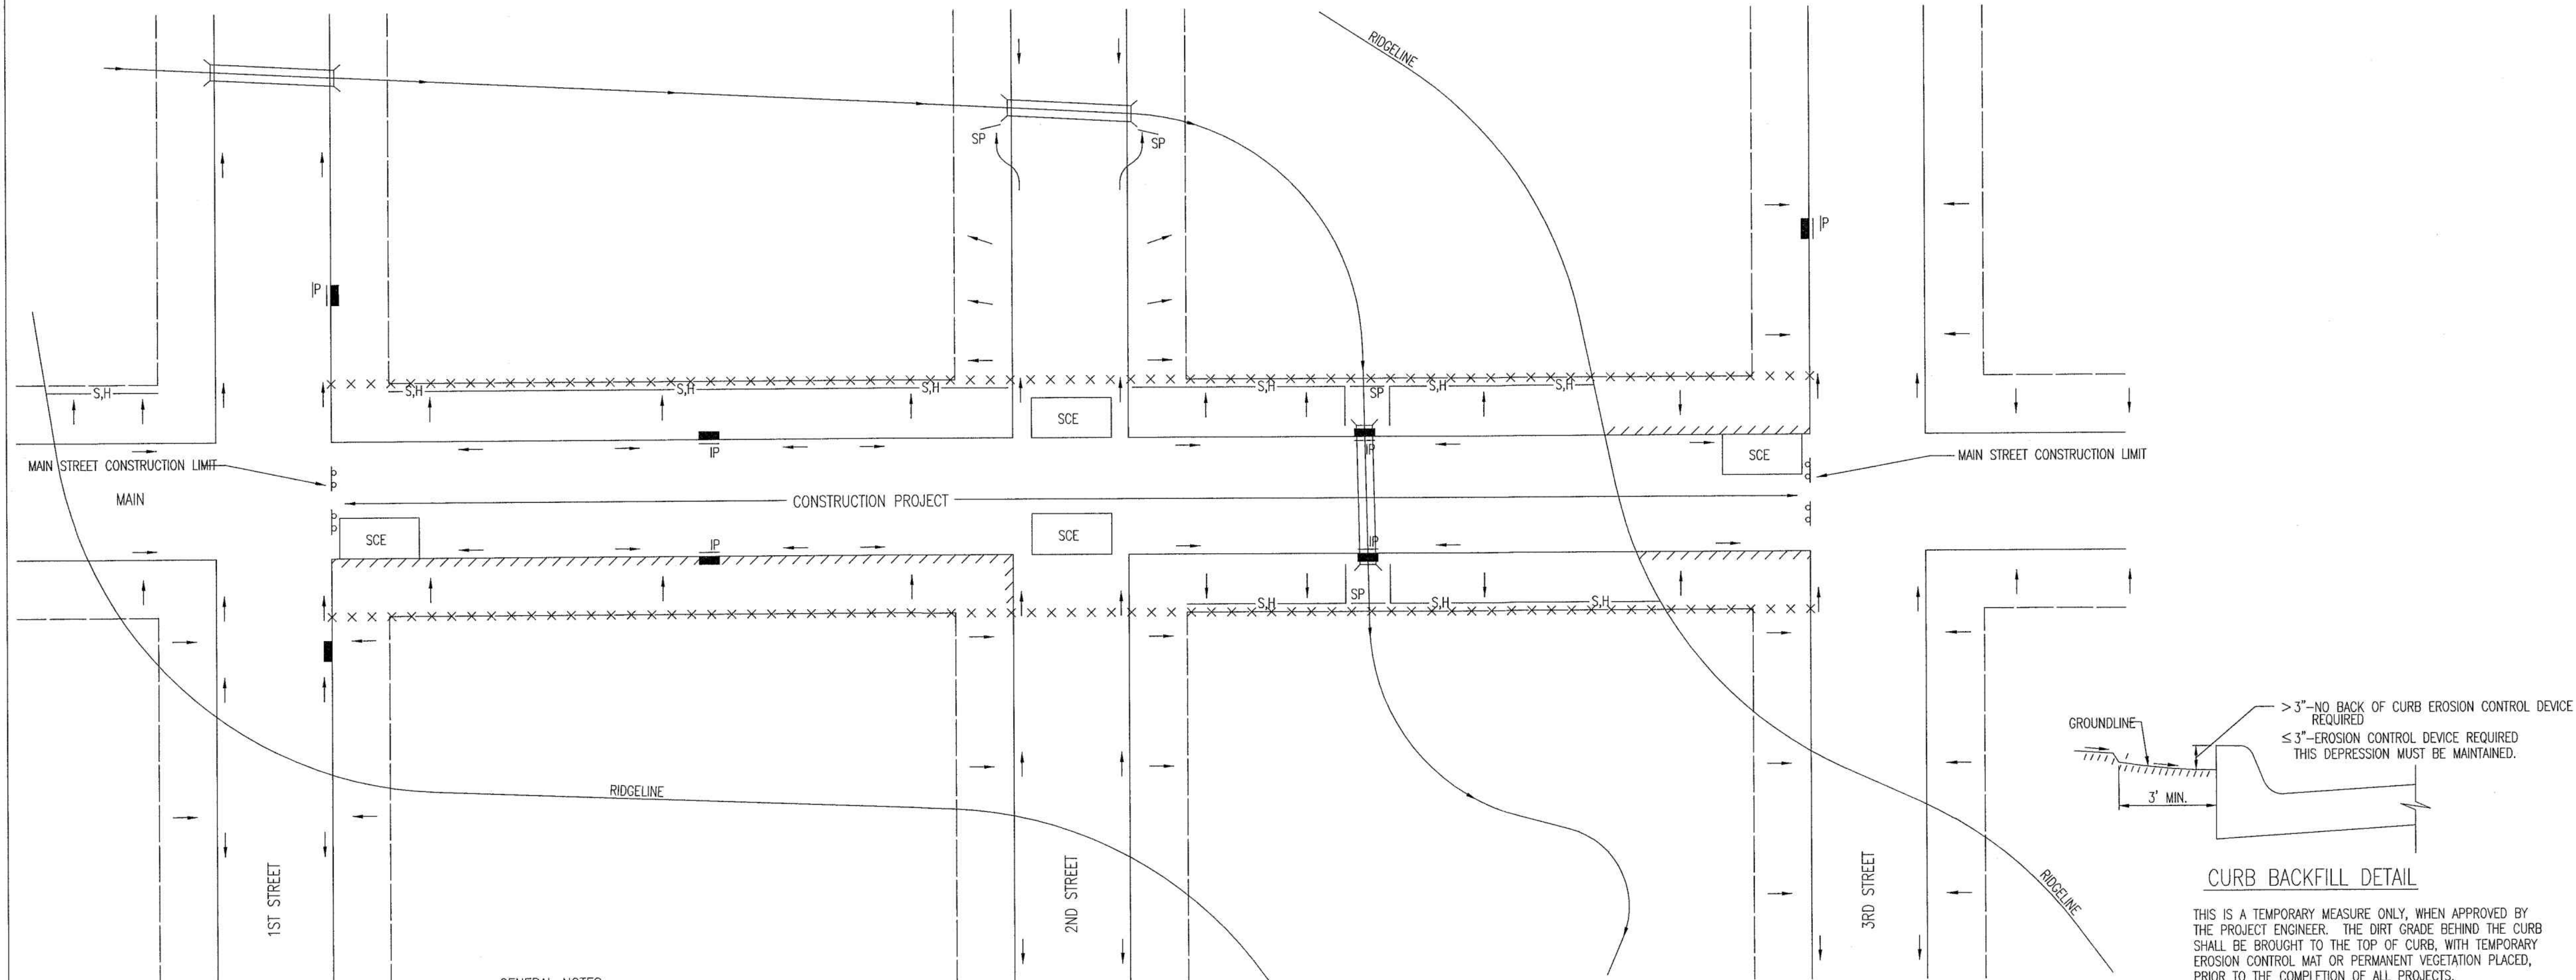 RIDGELINE
SP
SP
IP
IP
S,H
S,H
S,H
S,H
S,H
SP
S,H
S,H
SCE
IP
IP
SCE
MAIN STREET CONSTRUCTION LIMIT
MAIN STREET CONSTRUCTION LIMIT
MAIN
CONSTRUCTION PROJECT
SCE
SCE
IP
IP
S,H
SP
S,H
S,H
RIDGELINE
1ST STREET
2ND STREET
3RD STREET
RIDGELINE
GROUNDLINE
>3"-NO BACK OF CURB EROSION CONTROL DEVICE
REQUIRED
≤3"-EROSION CONTROL DEVICE REQUIRED
THIS DEPRESSION MUST BE MAINTAINED.
3' MIN.
CURB BACKFILL DETAIL
THIS IS A TEMPORARY MEASURE ONLY, WHEN APPROVED BY
THE PROJECT ENGINEER. THE DIRT GRADE BEHIND THE CURB
SHALL BE BROUGHT TO THE TOP OF CURB, WITH TEMPORARY
EROSION CONTROL MAT OR PERMANENT VEGETATION PLACED,
PRIOR TO THE COMPLETION OF ALL PROJECTS.
GENERAL NOTES